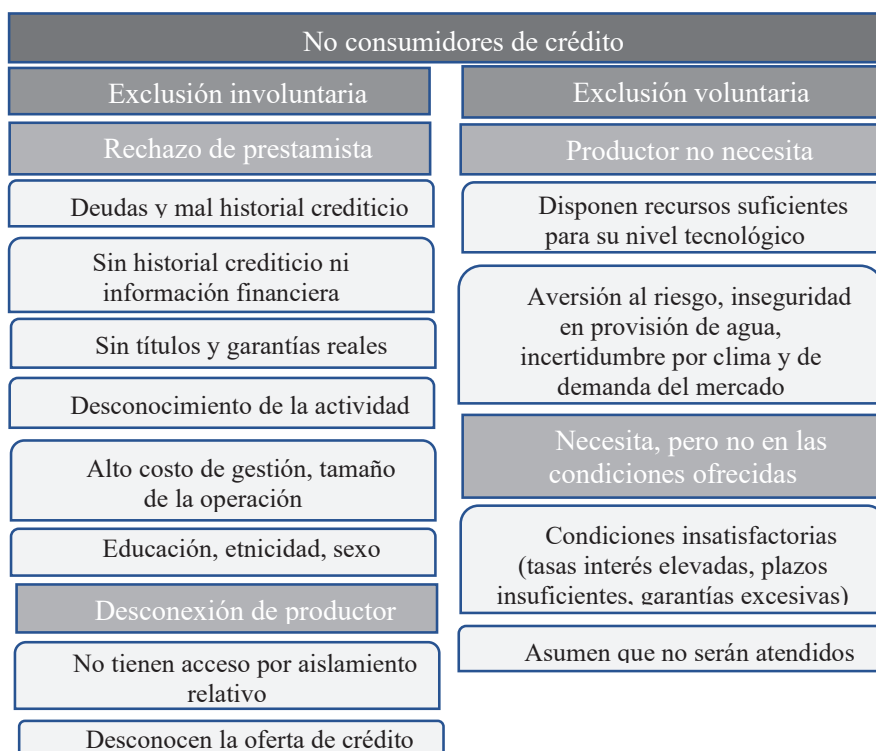 No consumidores de crédito
Exclusión involuntaria
Rechazo de prestamista
Deudas y mal historial crediticio
Sin historial crediticio ni
información financiera
Sin títulos y garantías reales
Desconocimiento de la actividad
Alto costo de gestión, tamaño
de la operación
Educación, etnicidad, sexo
Desconexión de productor
No tienen acceso por aislamiento
relativo
Desconocen la oferta de crédito
Exclusión voluntaria
Productor no necesita
Disponen recursos suficientes
para su nivel tecnológico
Aversión al riesgo, inseguridad
en provisión de agua,
incertidumbre por clima y de
demanda del mercado
Necesita, pero no en las
condiciones ofrecidas
Condiciones insatisfactorias
(tasas interés elevadas, plazos
insuficientes, garantías excesivas)
Asumen que no serán atendidos